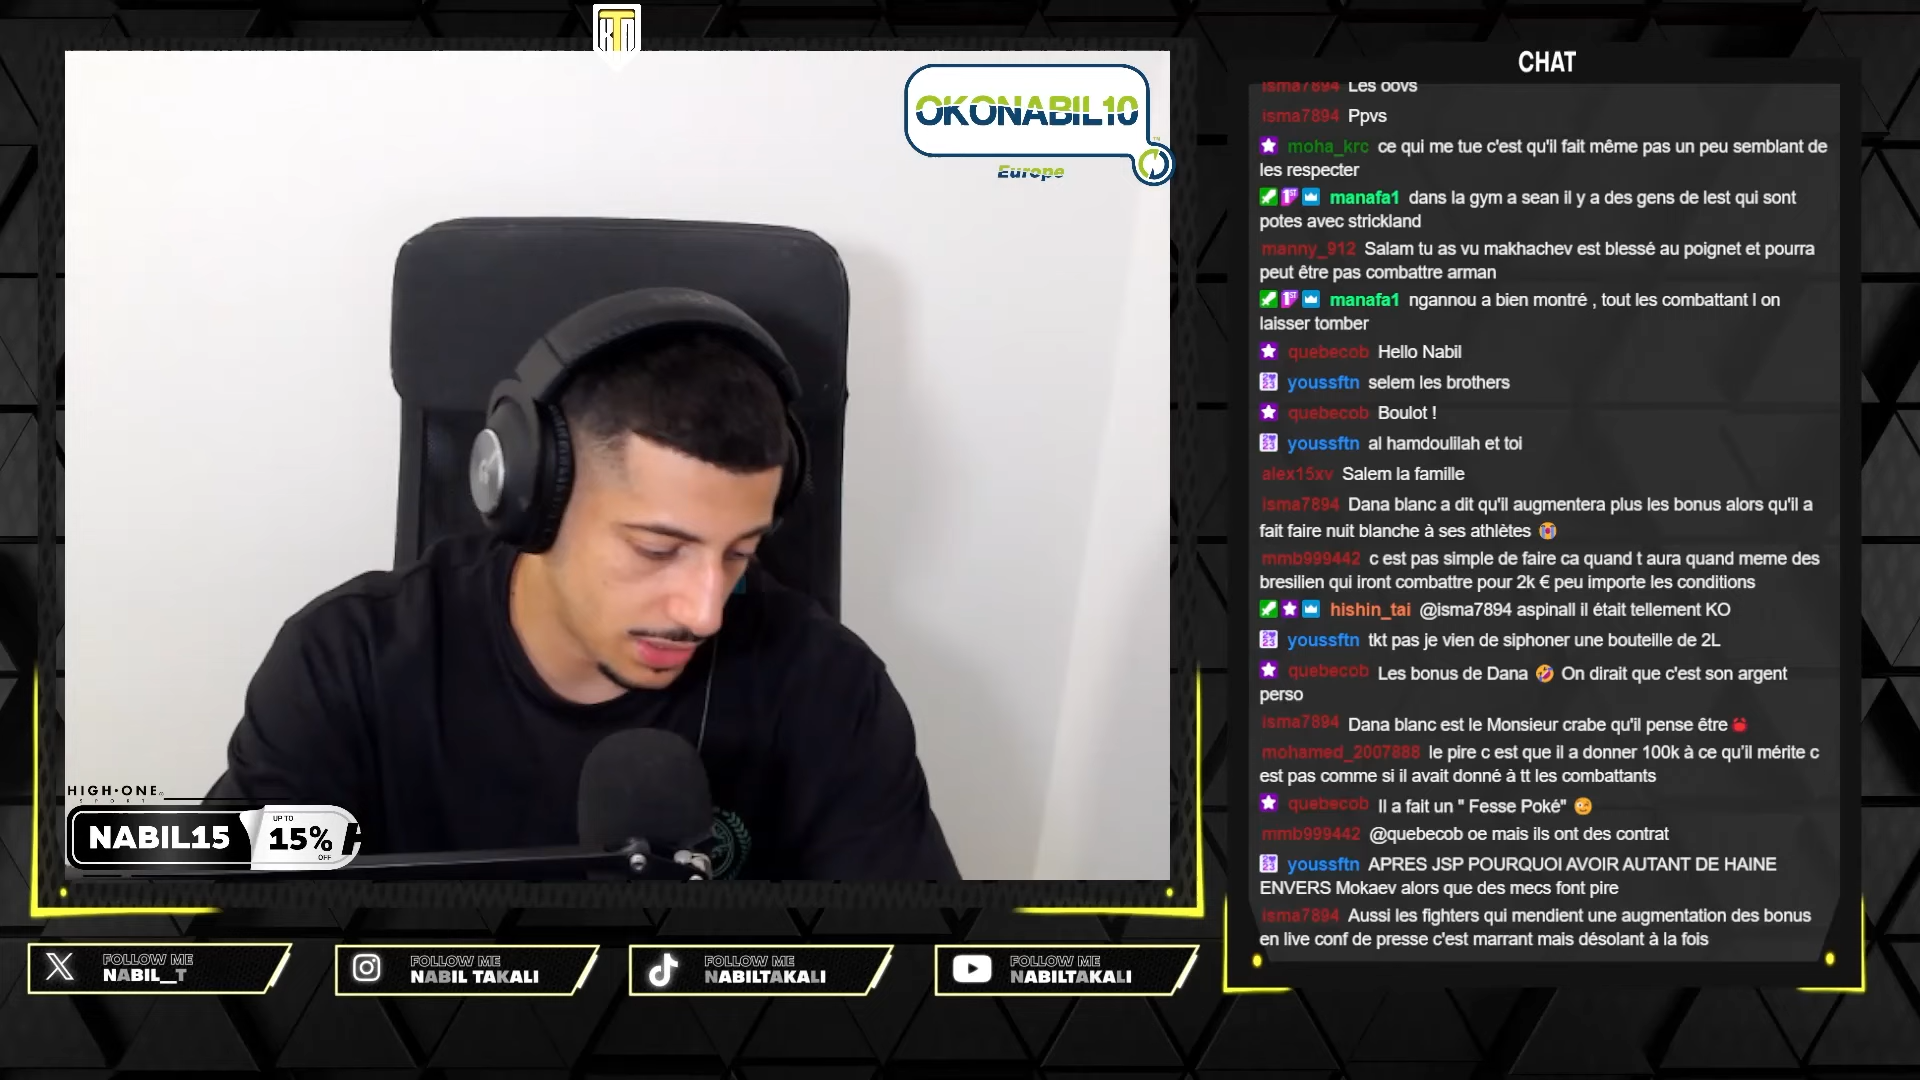 KTD
OKONABIL10
Europe
HIGH·ONE
SPORT
NABIL15
UP TO
15%
OFF
FOLLOW ME
NABIL__T
FOLLOW ME
NABIL TAKALI
FOLLOW ME
NABILTAKALI
FOLLOW ME
NABILTAKALI
CHAT
isma7894 Les oovs
isma7894 Ppvs
moha_krc ce qui me tue c'est qu'il fait même pas un peu semblant de
les respecter
manafa1 dans la gym a sean il y a des gens de lest qui sont
potes avec strickland
manny_912 Salam tu as vu makhachev est blessé au poignet et pourra
peut être pas combattre arman
manafa1 ngannou a bien montré , tout les combattant l on
laisser tomber
quebecob Hello Nabil
youssftn selem les brothers
quebecob Boulot !
youssftn al hamdoulilah et toi
alex15xv Salem la famille
isma7894 Dana blanc a dit qu'il augmentera plus les bonus alors qu'il a
fait faire nuit blanche à ses athlètes 😭
mmb999442 c est pas simple de faire ca quand t aura quand meme des
bresilien qui iront combattre pour 2k € peu importe les conditions
hishin_tai @isma7894 aspinall il était tellement KO
youssftn tkt pas je vien de siphoner une bouteille de 2L
quebecob Les bonus de Dana 🤣 On dirait que c'est son argent
perso
isma7894 Dana blanc est le Monsieur crabe qu'il pense être🦀
mohamed_2007888 le pire c est que il a donner 100k à ce qu'il mérite c
est pas comme si il avait donné à tt les combattants
quebecob Il a fait un " Fesse Poké"
mmb999442 @quebecob oe mais ils ont des contrat
youssftn APRES JSP POURQUOI AVOIR AUTANT DE HAINE
ENVERS Mokaev alors que des mecs font pire
isma7894 Aussi les fighters qui mendient une augmentation des bonus
en live conf de presse c'est marrant mais désolant à la fois